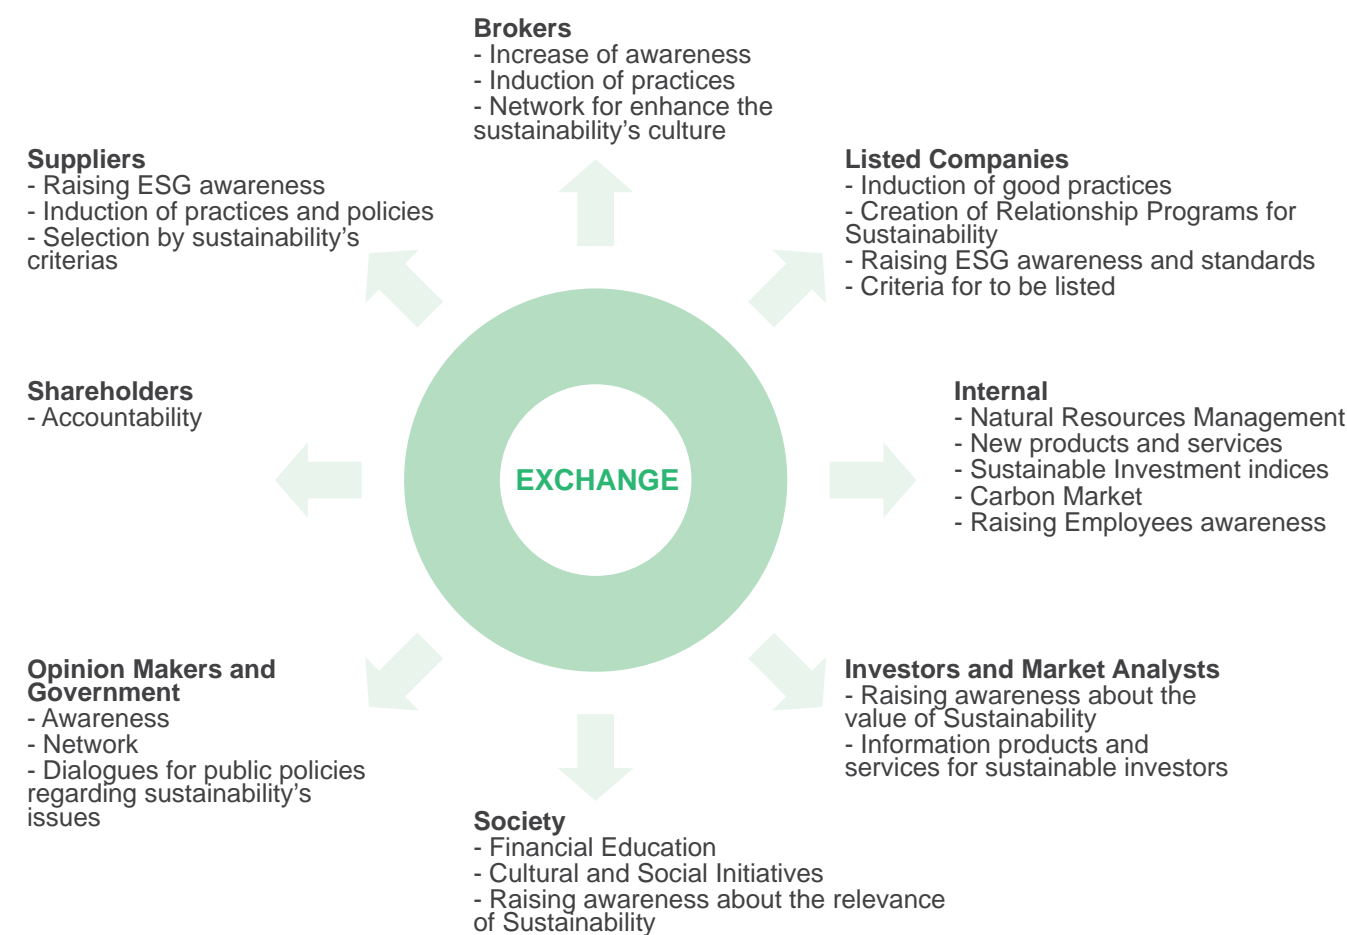 Brokers
- Increase of awareness
- Induction of practices
- Network for enhance the
sustainability's culture
Suppliers
- Raising ESG awareness
- Induction of practices and policies
- Selection by sustainability's
criterias
Listed Companies
- Induction of good practices
- Creation of Relationship Programs for
Sustainability
- Raising ESG awareness and standards
- Criteria for to be listed
Shareholders
- Accountability
EXCHANGE
Internal
- Natural Resources Management
- New products and services
- Sustainable Investment indices
- Carbon Market
- Raising Employees awareness
Opinion Makers and
Government
- Awareness
- Network
- Dialogues for public policies
regarding sustainability's
issues
Investors and Market Analysts
- Raising awareness about the
value of Sustainability
- Information products and
services for sustainable investors
Society
- Financial Education
- Cultural and Social Initiatives
- Raising awareness about the relevance
of Sustainability